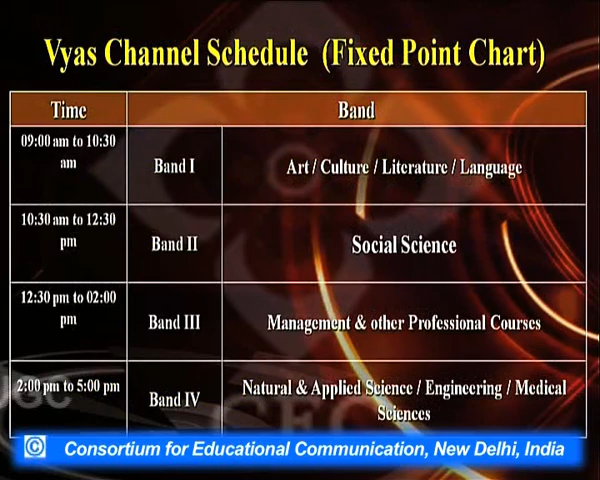 Vyas Channel Schedule (Fixed Point Chart)
Time Band
09:00 am to 10:30
am
Band I
Art / Culture / Literature / Language
10:30 am to 12:30
pm
Band II
Social Science
12:30 pm to 02:00
pm
Band III
Management & other Professional Courses
2:00 pm to 5:00 pm
Band IV
Natural & Applied Science / Engineering / Medical
Sciences
UGC
CEC
© Consortium for Educational Communication, New Delhi, India